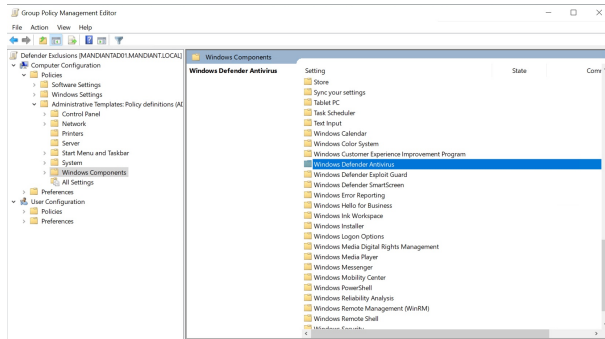 Group Policy Management Editor
File Action View Help
Defender Exclusions [MANDIANTAD01.MANDIANT.LOCAL]
Computer Configuration
Policies
Software Settings
Windows Settings
Administrative Templates: Policy definitions (AD
Control Panel
Network
Printers
Server
Start Menu and Taskbar
System
Windows Components
All Settings
Preferences
User Configuration
Policies
Preferences
Windows Components
Windows Defender Antivirus
Setting State Comm
Store
Sync your settings
Tablet PC
Task Scheduler
Text Input
Windows Calendar
Windows Color System
Windows Customer Experience Improvement Program
Windows Defender Antivirus
Windows Defender Exploit Guard
Windows Defender SmartScreen
Windows Error Reporting
Windows Hello for Business
Windows Ink Workspace
Windows Installer
Windows Logon Options
Windows Media Digital Rights Management
Windows Media Player
Windows Messenger
Windows Mobility Center
Windows PowerShell
Windows Reliability Analysis
Windows Remote Management (WinRM)
Windows Remote Shell
Windows Security